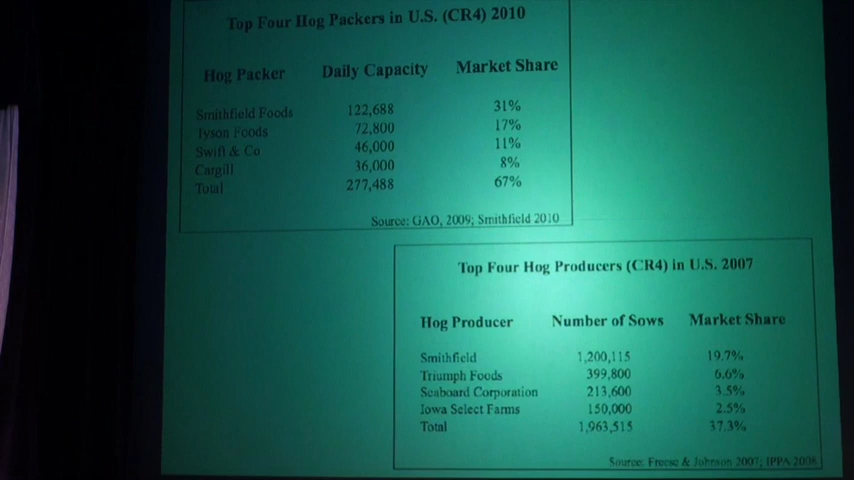 Top Four Hog Packers in U.S. (CR4) 2010
Hog Packer Daily Capacity Market Share
Smithfield Foods 122,688 31%
Tyson Foods 72,800 17%
Swift & Co 46,000 11%
Cargill 36,000 8%
Total 277,488 67%
Source: GAO, 2009; Smithfield 2010
Top Four Hog Producers (CR4) in U.S. 2007
Hog Producer Number of Sows Market Share
Smithfield 1,200,115 19.7%
Triumph Foods 399,800 6.6%
Seaboard Corporation 213,600 3.5%
Iowa Select Farms 150,000 2.5%
Total 1,963,515 37.3%
Source: Freese & Johnson 2007; IPPA 2008